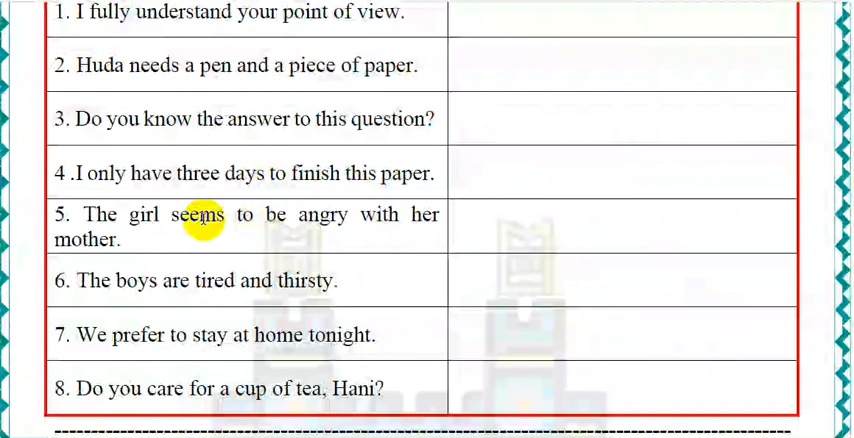 1. I fully understand your point of view.
2. Huda needs a pen and a piece of paper.
3. Do you know the answer to this question?
4 .I only have three days to finish this paper.
5. The girl seems to be angry with her
mother.
6. The boys are tired and thirsty.
7. We prefer to stay at home tonight.
8. Do you care for a cup of tea, Hani?